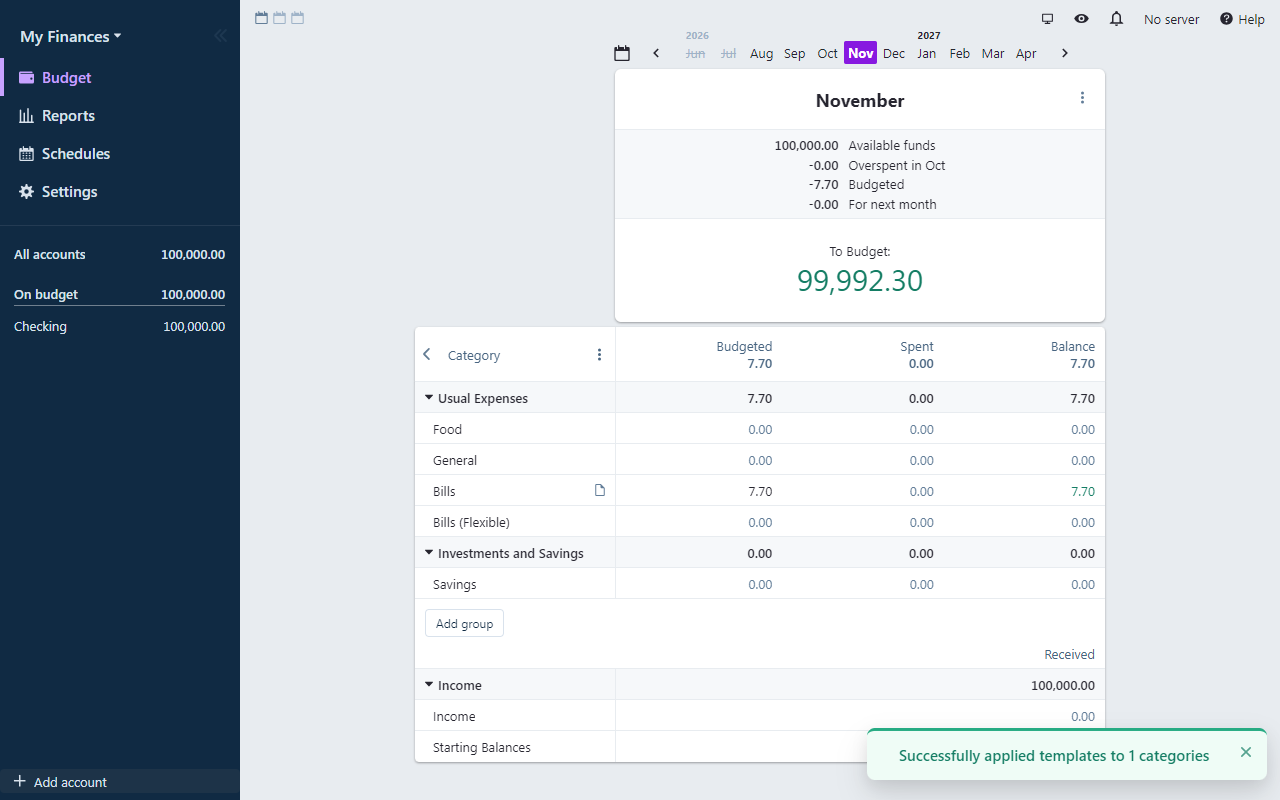 My Finances
Budget
Reports
Schedules
Settings
All accounts 100,000.00
On budget 100,000.00
Checking 100,000.00
Add account
No server Help
2026 2027
Jun Jul Aug Sep Oct Nov Dec Jan Feb Mar Apr
November
100,000.00 Available funds
-0.00 Overspent in Oct
-7.70 Budgeted
-0.00 For next month
To Budget:
99,992.30
Category Budgeted Spent Balance
7.70 0.00 7.70
Usual Expenses 7.70 0.00 7.70
Food 0.00 0.00 0.00
General 0.00 0.00 0.00
Bills 7.70 0.00 7.70
Bills (Flexible) 0.00 0.00 0.00
Investments and Savings 0.00 0.00 0.00
Savings 0.00 0.00 0.00
Add group
Received
Income 100,000.00
Income 0.00
Starting Balances
Successfully applied templates to 1 categories